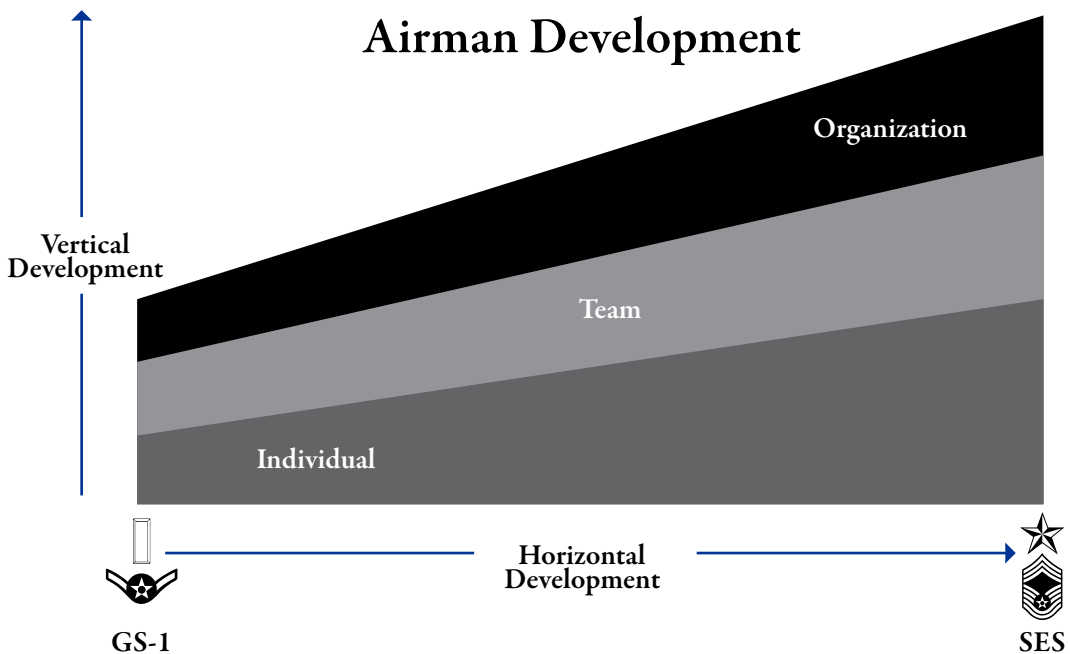 Airman Development
Organization
Vertical
Development
Team
Individual
Horizontal
Development
GS-1
SES